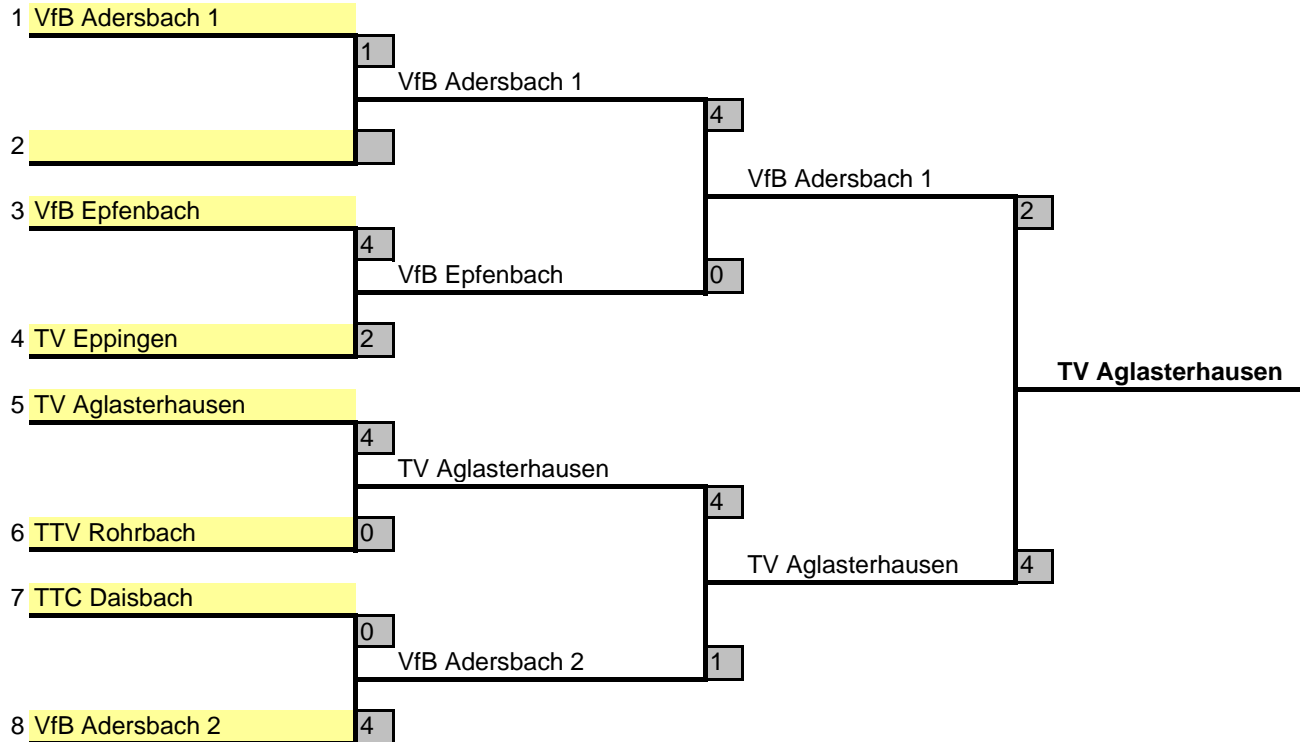 1 VfB Adersbach 1
1
VfB Adersbach 1
4
2
VfB Adersbach 1
2
3 VfB Epfenbach
4
VfB Epfenbach
0
4 TV Eppingen
2
TV Aglasterhausen
5 TV Aglasterhausen
4
TV Aglasterhausen
4
6 TTV Rohrbach
0
TV Aglasterhausen
4
7 TTC Daisbach
0
VfB Adersbach 2
1
8 VfB Adersbach 2
4